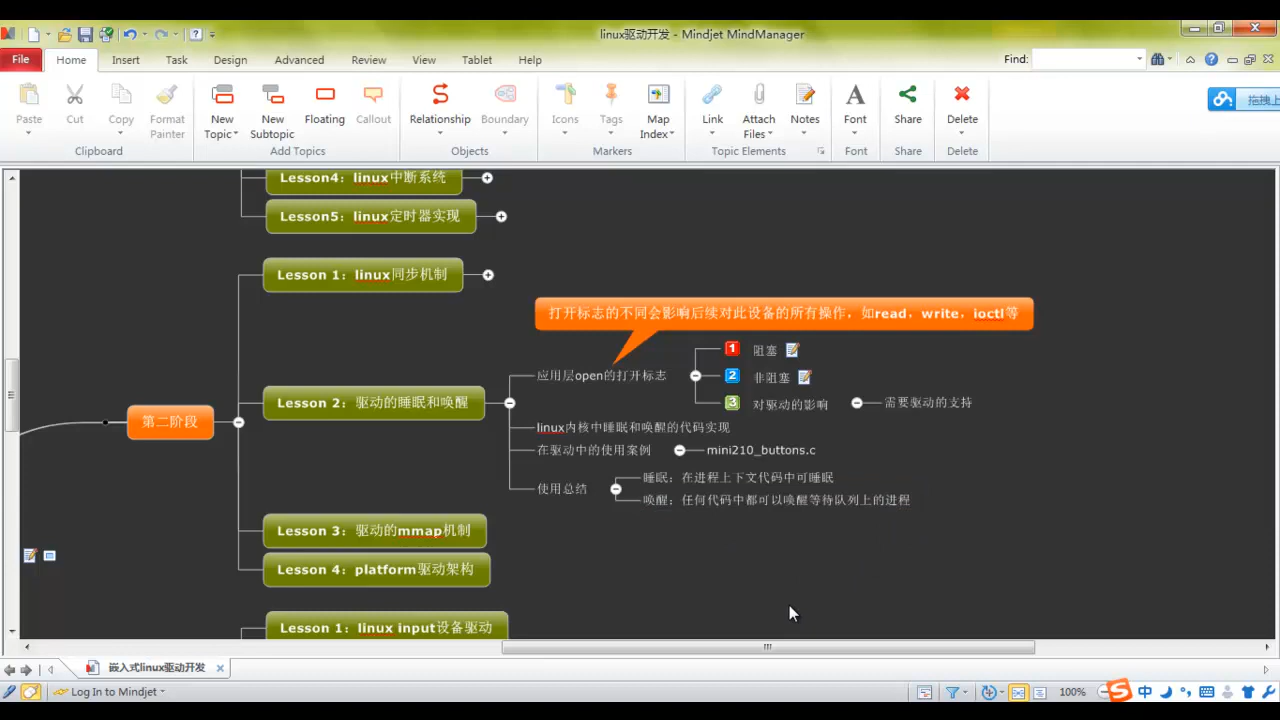 linux驱动开发 - Mindjet MindManager
File Home Insert Task Design Advanced Review View Tablet Help Find:
Paste Cut Copy Format Painter New Topic New Subtopic Floating Callout Relationship Boundary Icons Tags Map Index Link Attach Files Notes Font Share Delete
Clipboard Add Topics Objects Markers Topic Elements Font Share Delete
拖拽上
Lesson4：linux中断系统
Lesson5：linux定时器实现
Lesson 1：linux同步机制
打开标志的不同会影响后续对此设备的所有操作，如read，write，ioctl等
1 阻塞
应用层open的打开标志
2 非阻塞
3 对驱动的影响
需要驱动的支持
Lesson 2：驱动的睡眠和唤醒
第二阶段
linux内核中睡眠和唤醒的代码实现
在驱动中的使用案例
mini210_buttons.c
使用总结
睡眠：在进程上下文代码中可睡眠
唤醒：任何代码中都可以唤醒等待队列上的进程
Lesson 3：驱动的mmap机制
Lesson 4：platform驱动架构
Lesson 1：linux input设备驱动
嵌入式linux驱动开发
Log In to Mindjet
100%
中